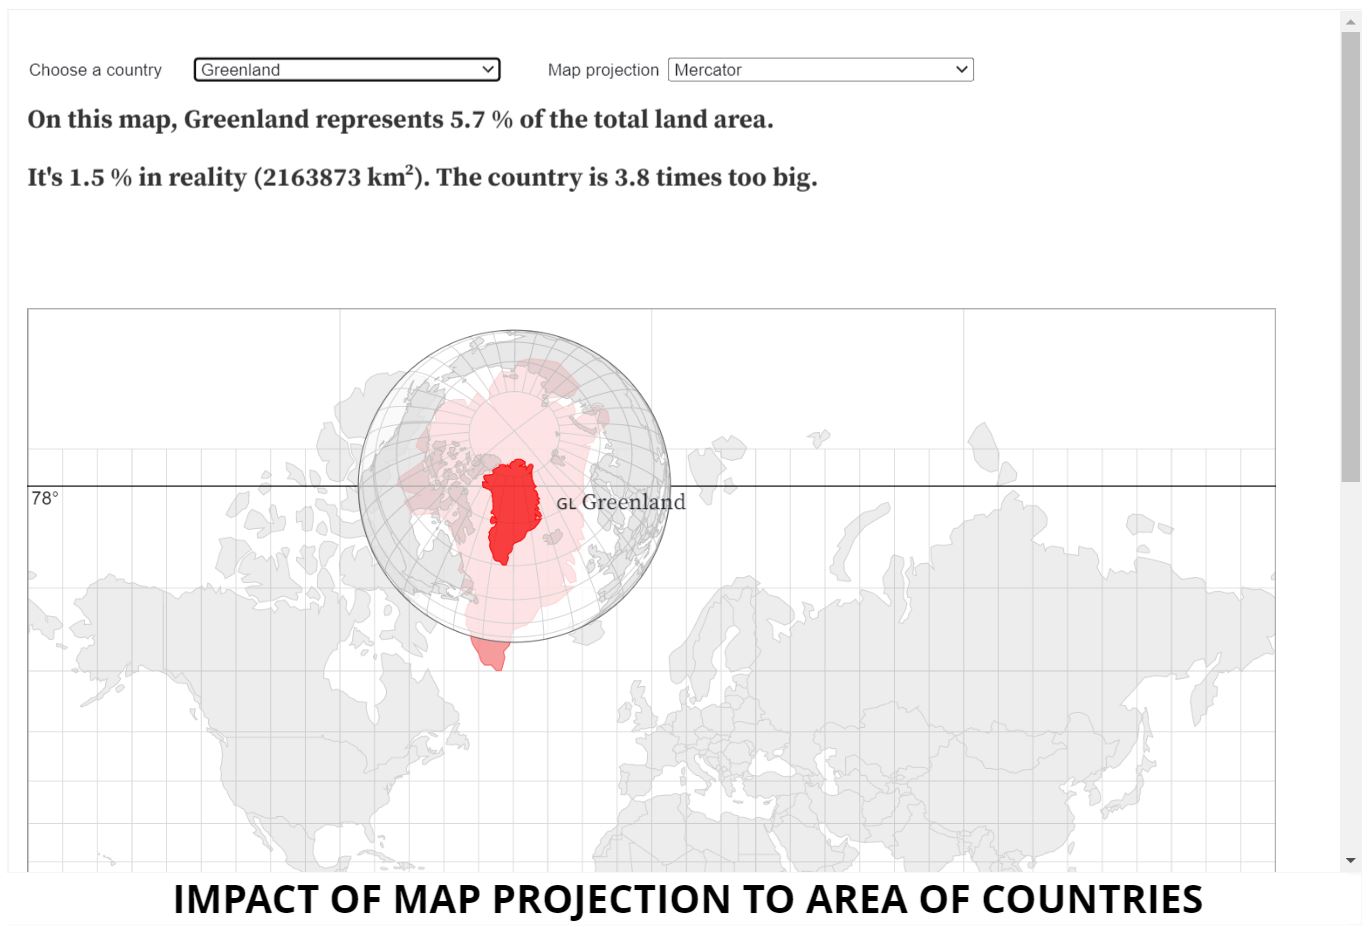 Choose a country Greenland Map projection Mercator
On this map, Greenland represents 5.7 % of the total land area.
It's 1.5 % in reality (2163873 km²). The country is 3.8 times too big.
78°
GL Greenland
IMPACT OF MAP PROJECTION TO AREA OF COUNTRIES